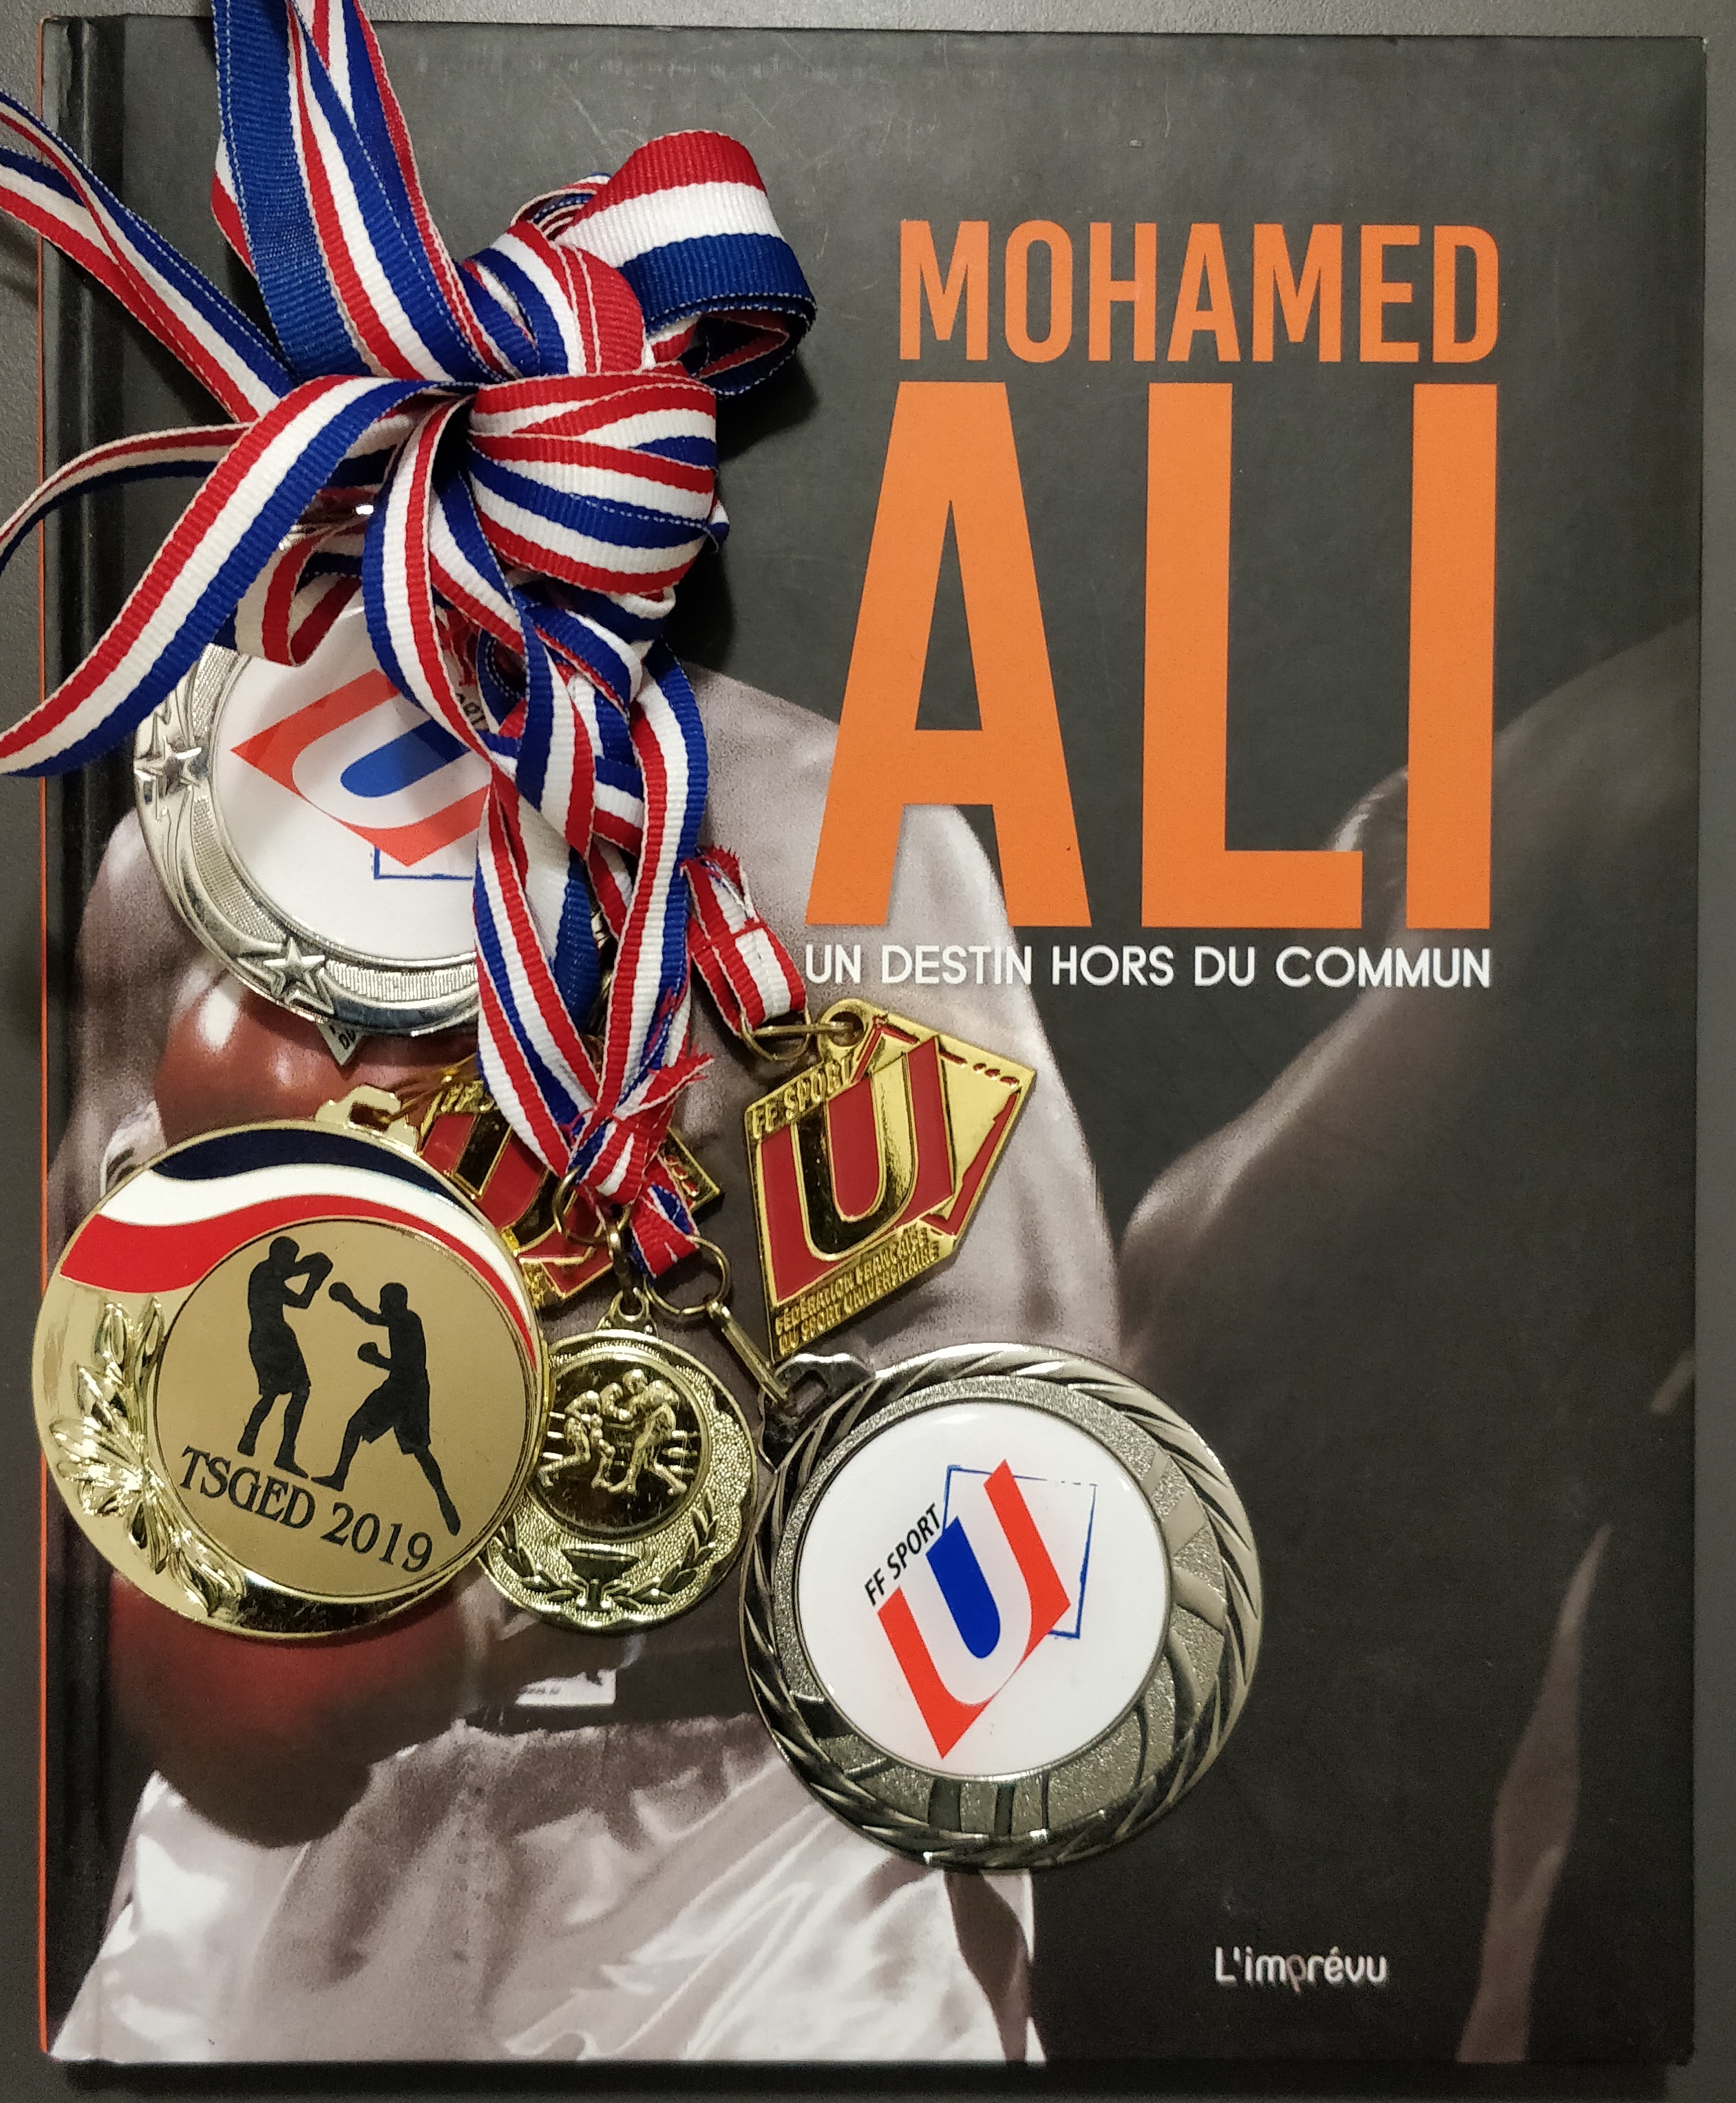 MOHAMED
ALI
UN DESTIN HORS DU COMMUN
FF SPORT
U
FÉDÉRATION FRANÇAISE
DU SPORT UNIVERSITAIRE
TSGED 2019
FF SPORT
U
L'imprévu